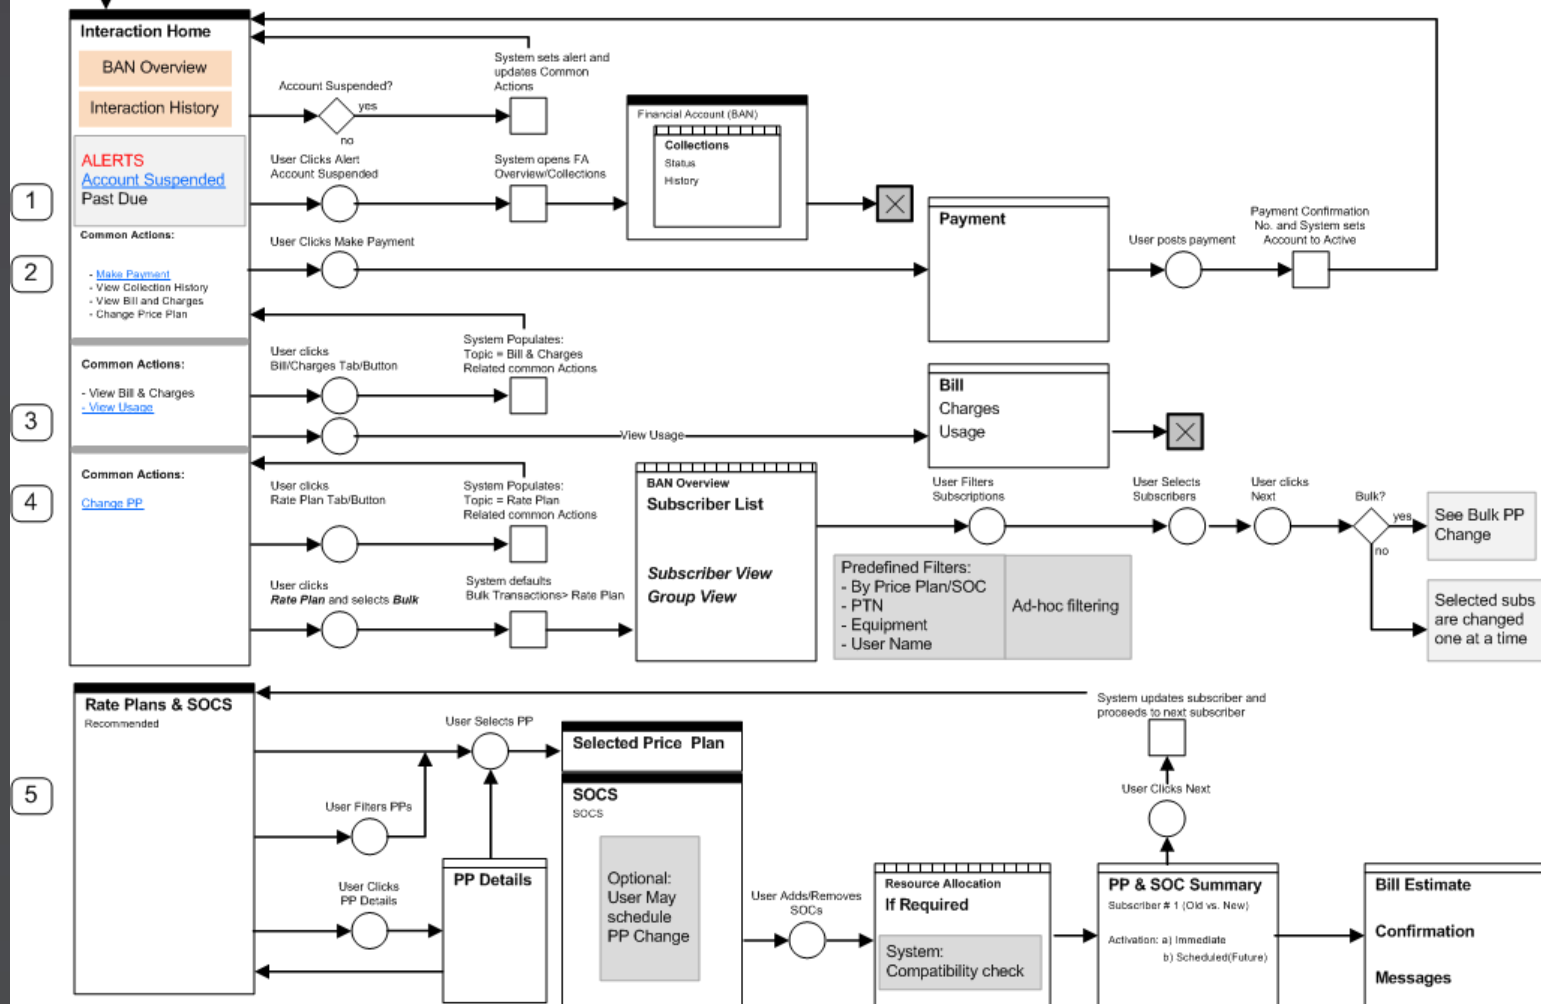 Interaction Home
BAN Overview
Interaction History
ALERTS
Account Suspended
Past Due
Common Actions:
- Make Payment
- View Collection History
- View Bill and Charges
- Change Price Plan
Common Actions:
- View Bill & Charges
- View Usage
Common Actions:
Change PP
1
2
3
4
5
Account Suspended?
yes
no
System sets alert and
updates Common
Actions
User Clicks Alert
Account Suspended
System opens FA
Overview/Collections
Financial Account (BAN)
Collections
Status
History
User Clicks Make Payment
Payment
User posts payment
Payment Confirmation
No. and System sets
Account to Active
User clicks
Bill/Charges Tab/Button
System Populates:
Topic = Bill & Charges
Related common Actions
View Usage
Bill
Charges
Usage
User clicks
Rate Plan Tab/Button
System Populates:
Topic = Rate Plan
Related common Actions
User clicks
Rate Plan and selects Bulk
System defaults
Bulk Transactions> Rate Plan
BAN Overview
Subscriber List
Subscriber View
Group View
User Filters
Subscriptions
User Selects
Subscribers
User clicks
Next
Bulk?
yes
no
See Bulk PP
Change
Selected subs
are changed
one at a time
Predefined Filters:
- By Price Plan/SOC
- PTN
- Equipment
- User Name
Ad-hoc filtering
Rate Plans & SOCS
Recommended
User Selects PP
User Filters PPs
User Clicks
PP Details
PP Details
Selected Price Plan
SOCS
SOCS
Optional:
User May
schedule
PP Change
User Adds/Removes
SOCs
Resource Allocation
If Required
System:
Compatibility check
System updates subscriber and
proceeds to next subscriber
User Clicks Next
PP & SOC Summary
Subscriber # 1 (Old vs. New)
Activation: a) Immediate
b) Scheduled(Future)
Bill Estimate
Confirmation
Messages